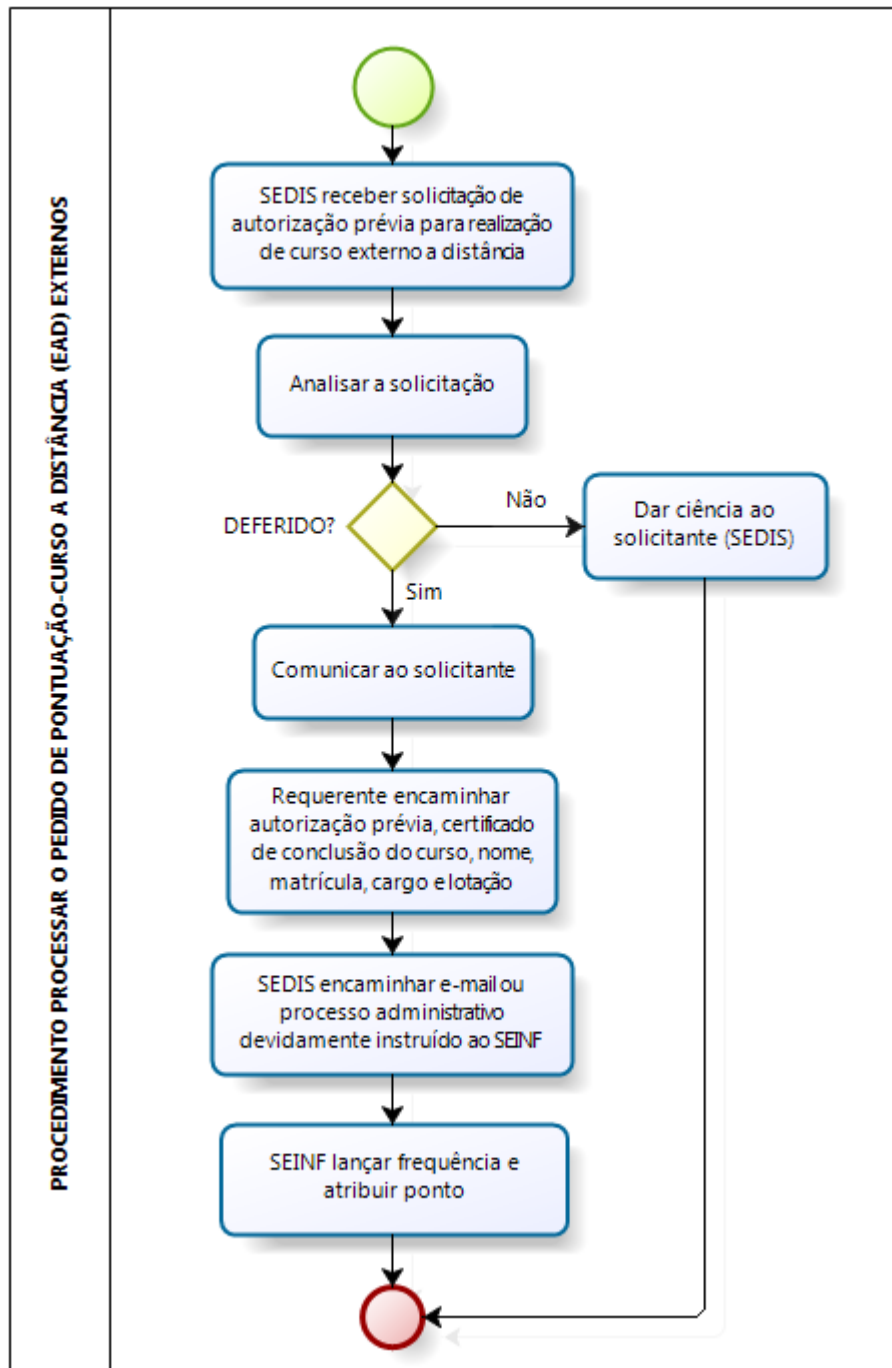 PROCEDIMENTO PROCESSAR O PEDIDO DE PONTUAÇÃO-CURSO A DISTÂNCIA (EAD) EXTERNOS
SEDIS receber solicitação de
autorização prévia para realização
de curso externo a distância
Analisar a solicitação
DEFERIDO?
Não
Dar ciência ao
solicitante (SEDIS)
Sim
Comunicar ao solicitante
Requerente encaminhar
autorização prévia, certificado
de conclusão do curso, nome,
matrícula, cargo e lotação
SEDIS encaminhar e-mail ou
processo administrativo
devidamente instruído ao SEINF
SEINF lançar frequência e
atribuir ponto